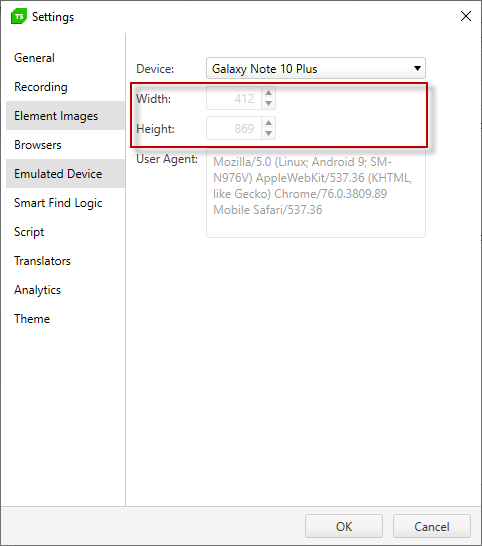 TS Settings
General
Recording
Element Images
Browsers
Emulated Device
Smart Find Logic
Script
Translators
Analytics
Theme
Device: Galaxy Note 10 Plus
Width: 412
Height: 869
User Agent: Mozilla/5.0 (Linux; Android 9; SM-
N976V) AppleWebKit/537.36 (KHTML,
like Gecko) Chrome/76.0.3809.89
Mobile Safari/537.36
OK Cancel